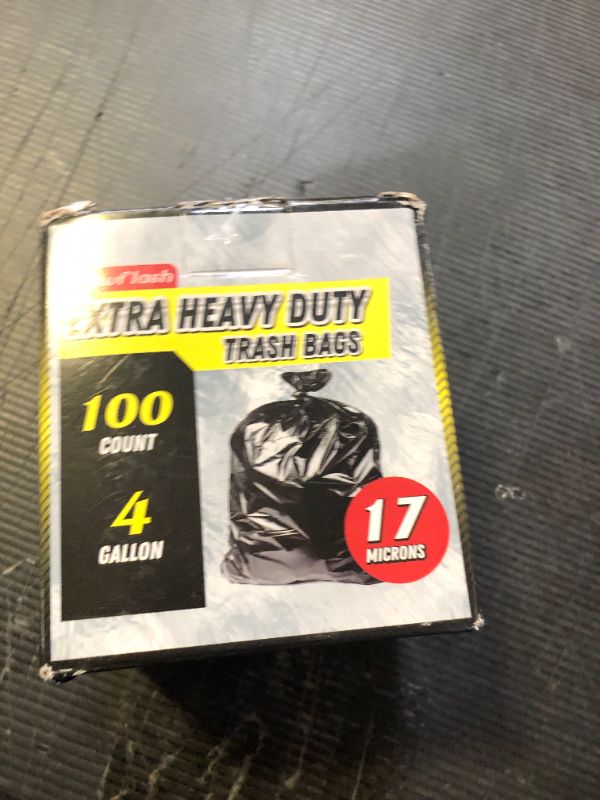 EXTRA HEAVY DUTY
TRASH BAGS
100
COUNT
4
GALLON
17
MICRONS